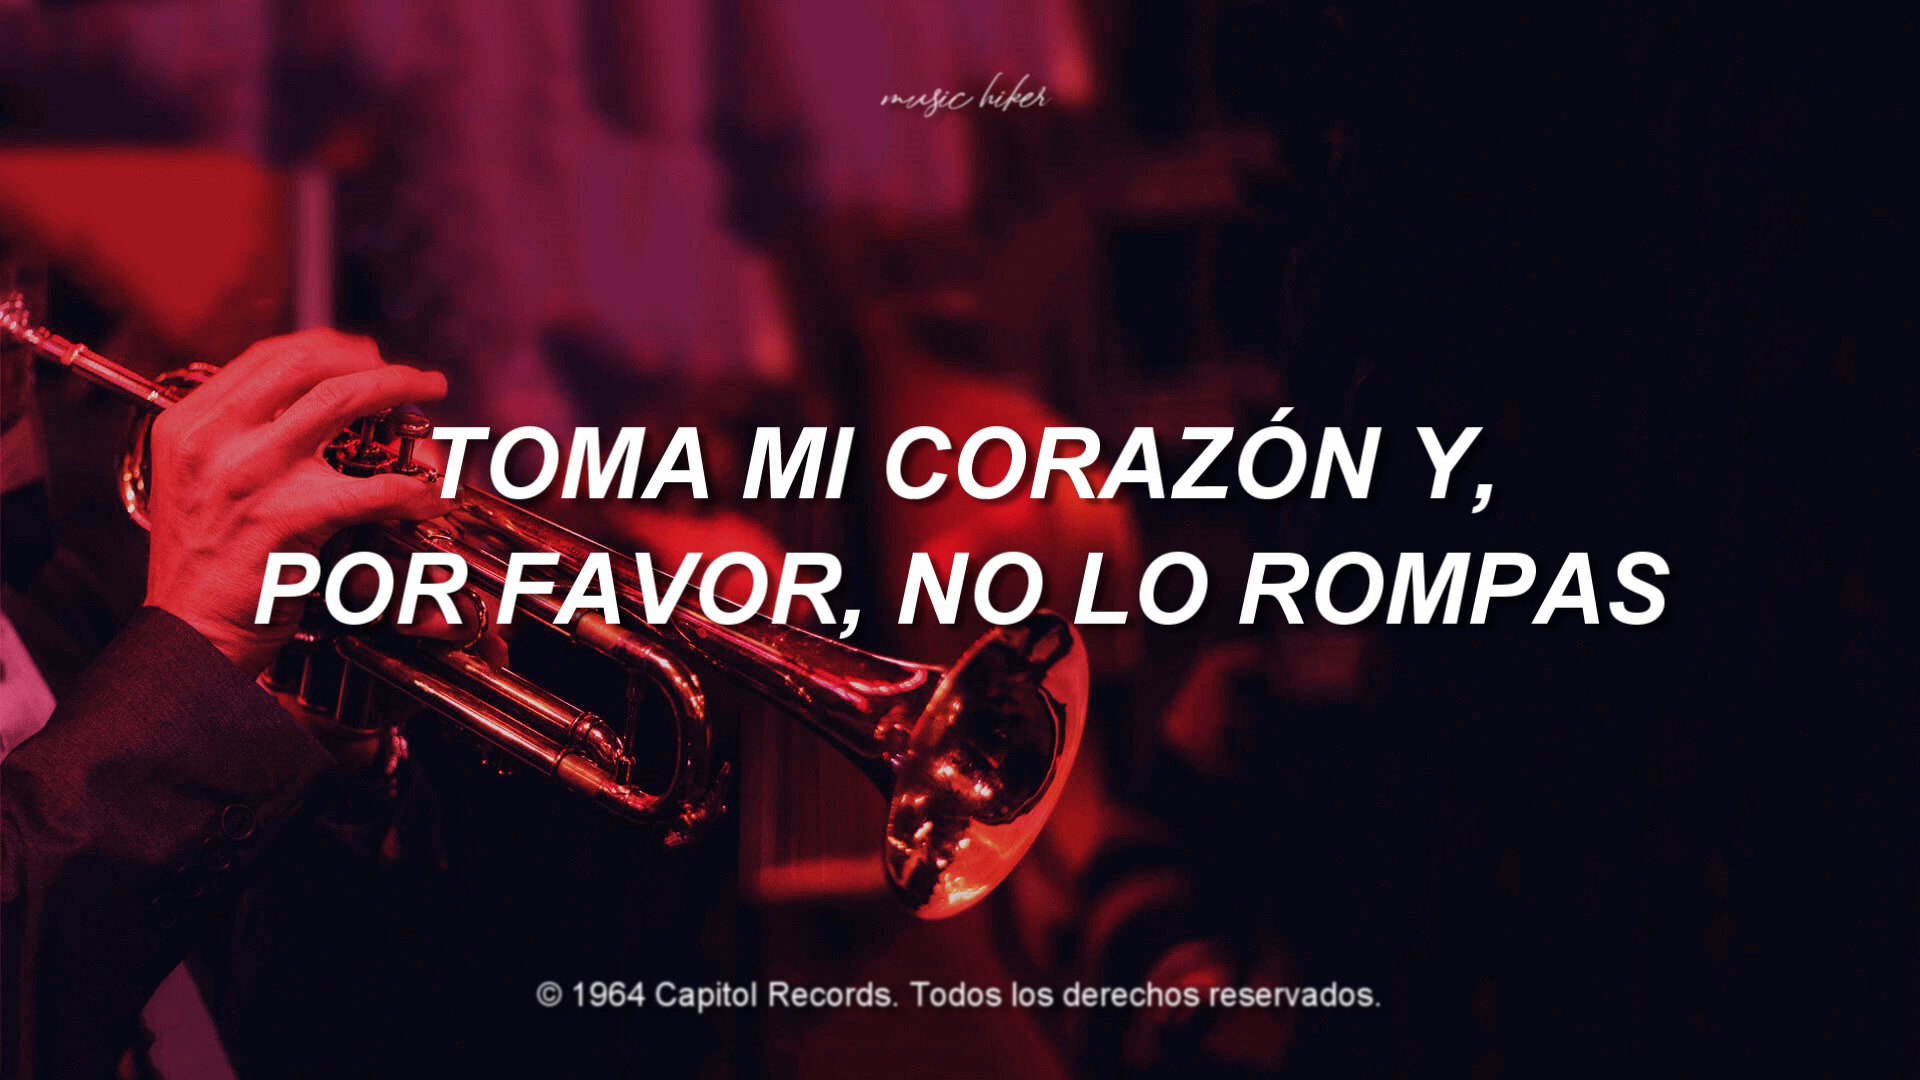 music hiker
TOMA MI CORAZÓN Y,
POR FAVOR, NO LO ROMPAS
© 1964 Capitol Records. Todos los derechos reservados.